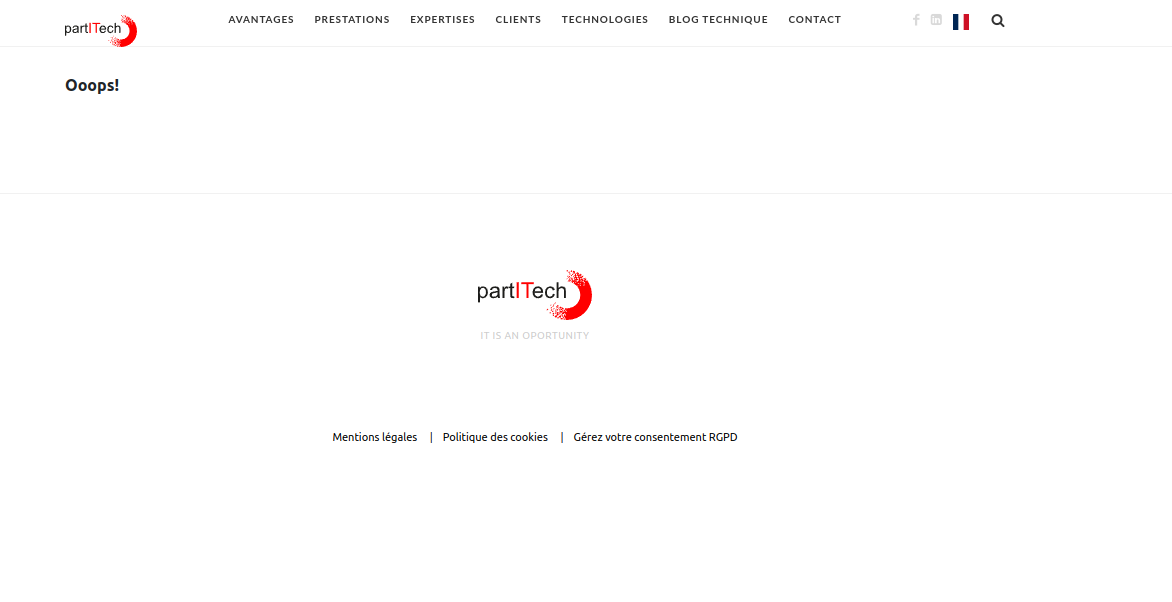 partITech
AVANTAGES PRESTATIONS EXPERTISES CLIENTS TECHNOLOGIES BLOG TECHNIQUE CONTACT
Ooops!
partITech
IT IS AN OPORTUNITY
Mentions légales | Politique des cookies | Gérez votre consentement RGPD